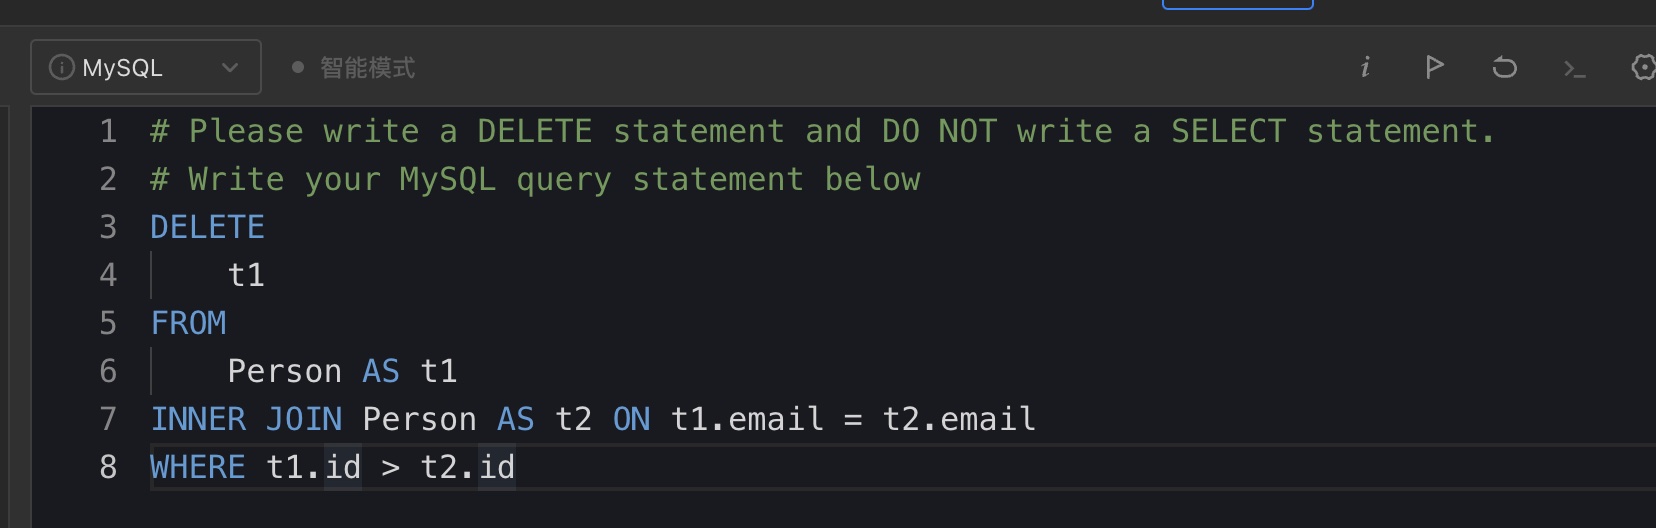 MySQL 智能模式
1 # Please write a DELETE statement and DO NOT write a SELECT statement.
2 # Write your MySQL query statement below
3 DELETE
4     t1
5 FROM
6     Person AS t1
7 INNER JOIN Person AS t2 ON t1.email = t2.email
8 WHERE t1.id > t2.id